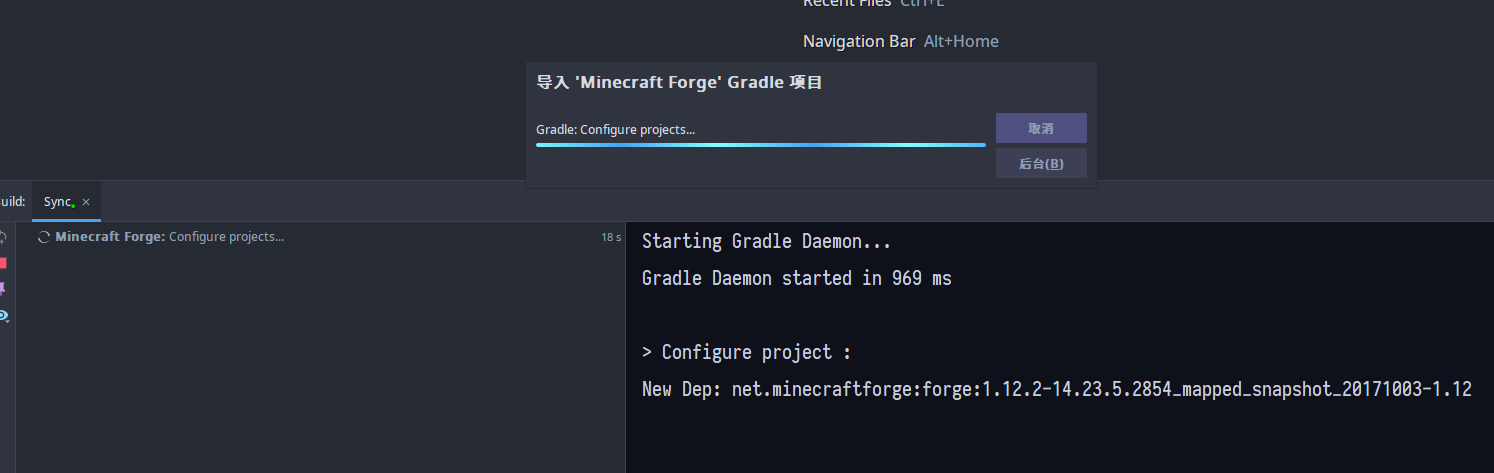 Recent Files Ctrl+E
Navigation Bar Alt+Home
导入 'Minecraft Forge' Gradle 项目
Gradle: Configure projects...
取消
后台(B)
uild: Sync
Minecraft Forge: Configure projects... 18 s
Starting Gradle Daemon...
Gradle Daemon started in 969 ms
> Configure project :
New Dep: net.minecraftforge:forge:1.12.2-14.23.5.2854_mapped_snapshot_20171003-1.12